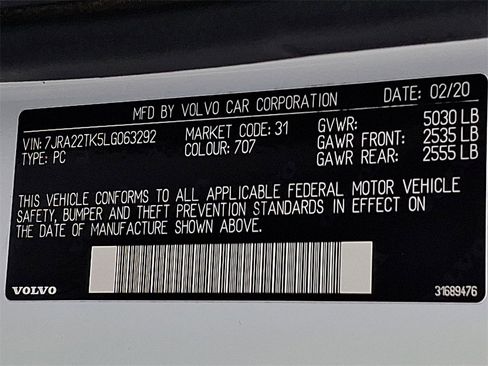 MFD BY VOLVO CAR CORPORATION DATE: 02/20
VIN: 7JRA22TK5LG063292 MARKET CODE: 31 GVWR: 5030 LB
TYPE: PC COLOUR: 707 GAWR FRONT: 2535 LB
GAWR REAR: 2555 LB
THIS VEHICLE CONFORMS TO ALL APPLICABLE FEDERAL MOTOR VEHICLE
SAFETY, BUMPER AND THEFT PREVENTION STANDARDS IN EFFECT ON
THE DATE OF MANUFACTURE SHOWN ABOVE.
VOLVO 31689476